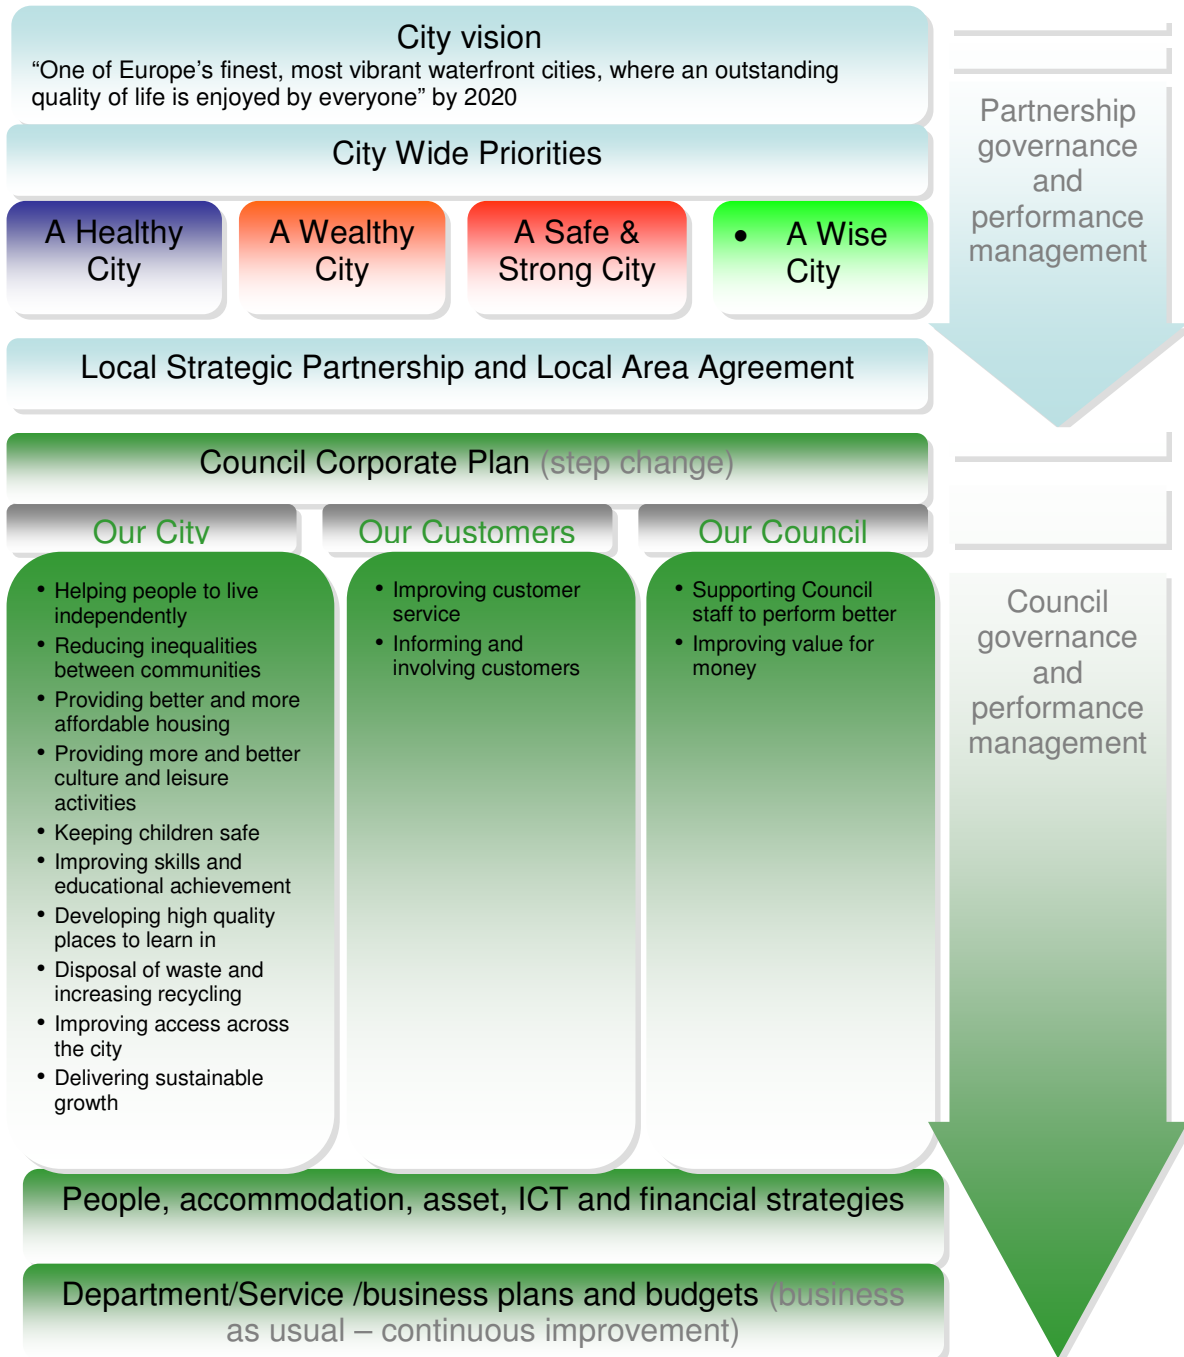 City vision
“One of Europe’s finest, most vibrant waterfront cities, where an outstanding
quality of life is enjoyed by everyone” by 2020
City Wide Priorities
A Healthy
City
A Wealthy
City
A Safe &
Strong City
• A Wise
City
Local Strategic Partnership and Local Area Agreement
Partnership
governance
and
performance
management
Council Corporate Plan (step change)
Our City
• Helping people to live
independently
• Reducing inequalities
between communities
• Providing better and more
affordable housing
• Providing more and better
culture and leisure
activities
• Keeping children safe
• Improving skills and
educational achievement
• Developing high quality
places to learn in
• Disposal of waste and
increasing recycling
• Improving access across
the city
• Delivering sustainable
growth
Our Customers
• Improving customer
service
• Informing and
involving customers
Our Council
• Supporting Council
staff to perform better
• Improving value for
money
Council
governance
and
performance
management
People, accommodation, asset, ICT and financial strategies
Department/Service /business plans and budgets (business
as usual – continuous improvement)